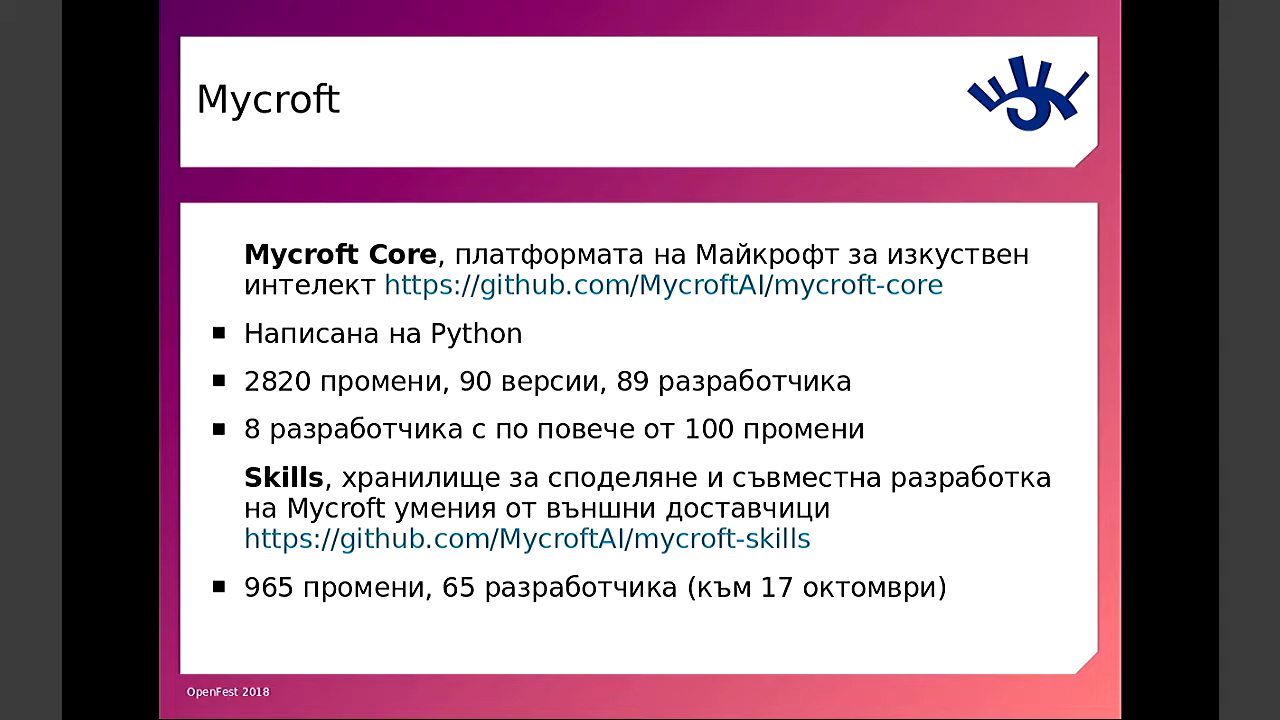 Mycroft
Mycroft Core, платформата на Майкрофт за изкуствен
интелект https://github.com/MycroftAI/mycroft-core
▪ Написана на Python
▪ 2820 промени, 90 версии, 89 разработчика
▪ 8 разработчика с по повече от 100 промени
Skills, хранилище за споделяне и съвместна разработка
на Mycroft умения от външни доставчици
https://github.com/MycroftAI/mycroft-skills
▪ 965 промени, 65 разработчика (към 17 октомври)
OpenFest 2018